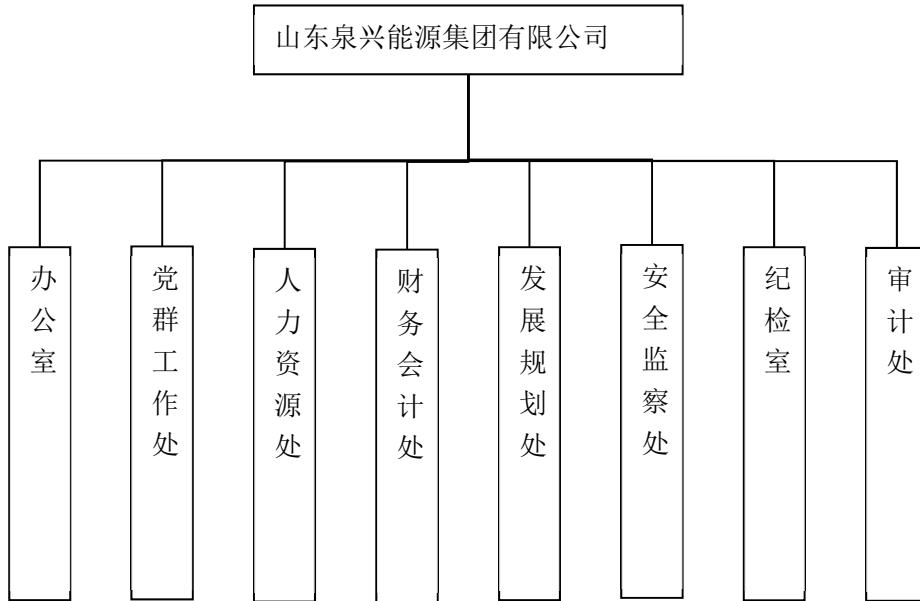 山东泉兴能源集团有限公司
办公室
党群工作处
人力资源处
财务会计处
发展规划处
安全监察处
纪检室
审计处